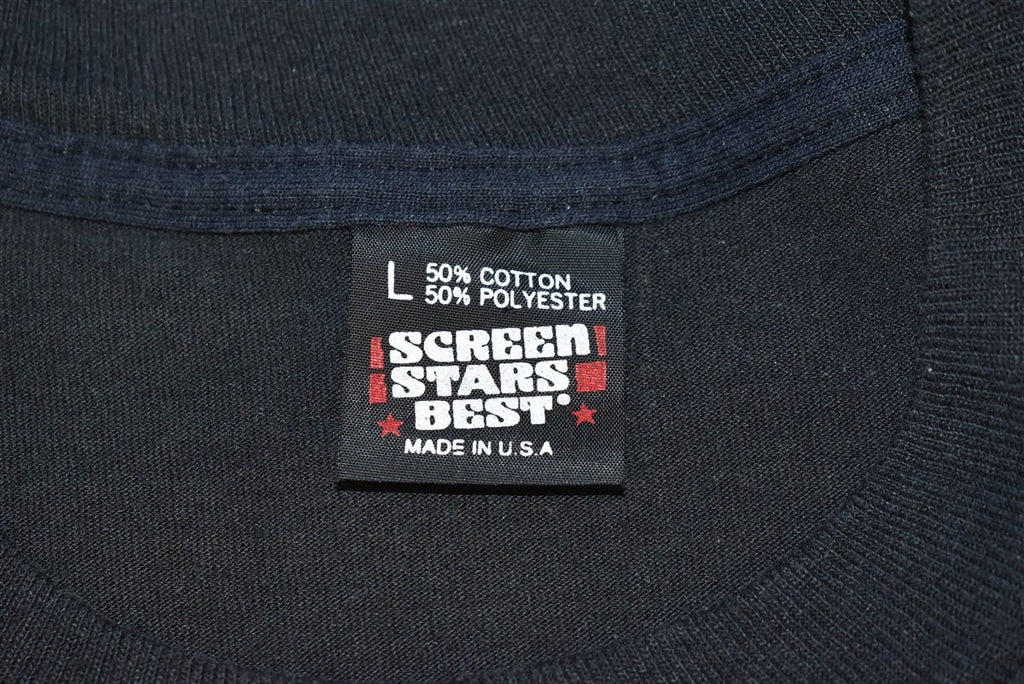 L 50% COTTON
50% POLYESTER
SCREEN
STARS
BEST®
MADE IN U.S.A